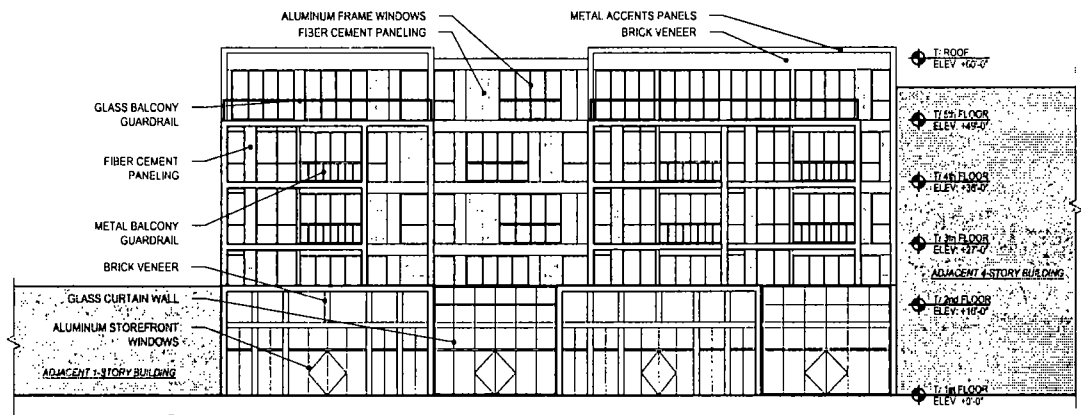 ALUMINUM FRAME WINDOWS
FIBER CEMENT PANELING
METAL ACCENTS PANELS
BRICK VENEER
GLASS BALCONY
GUARDRAIL
FIBER CEMENT
PANELING
METAL BALCONY
GUARDRAIL
BRICK VENEER
GLASS CURTAIN WALL
ALUMINUM STOREFRONT
WINDOWS
ADJACENT 1-STORY BUILDING
T/ ROOF
ELEV: +60'-0"
T/ 5th FLOOR
ELEV: +49'-0"
T/ 4th FLOOR
ELEV: +38'-0"
T/ 3th FLOOR
ELEV: +27'-0"
ADJACENT 4-STORY BUILDING
T/ 2nd FLOOR
ELEV:
T/ 1st FLOOR
ELEV: +0'-0"